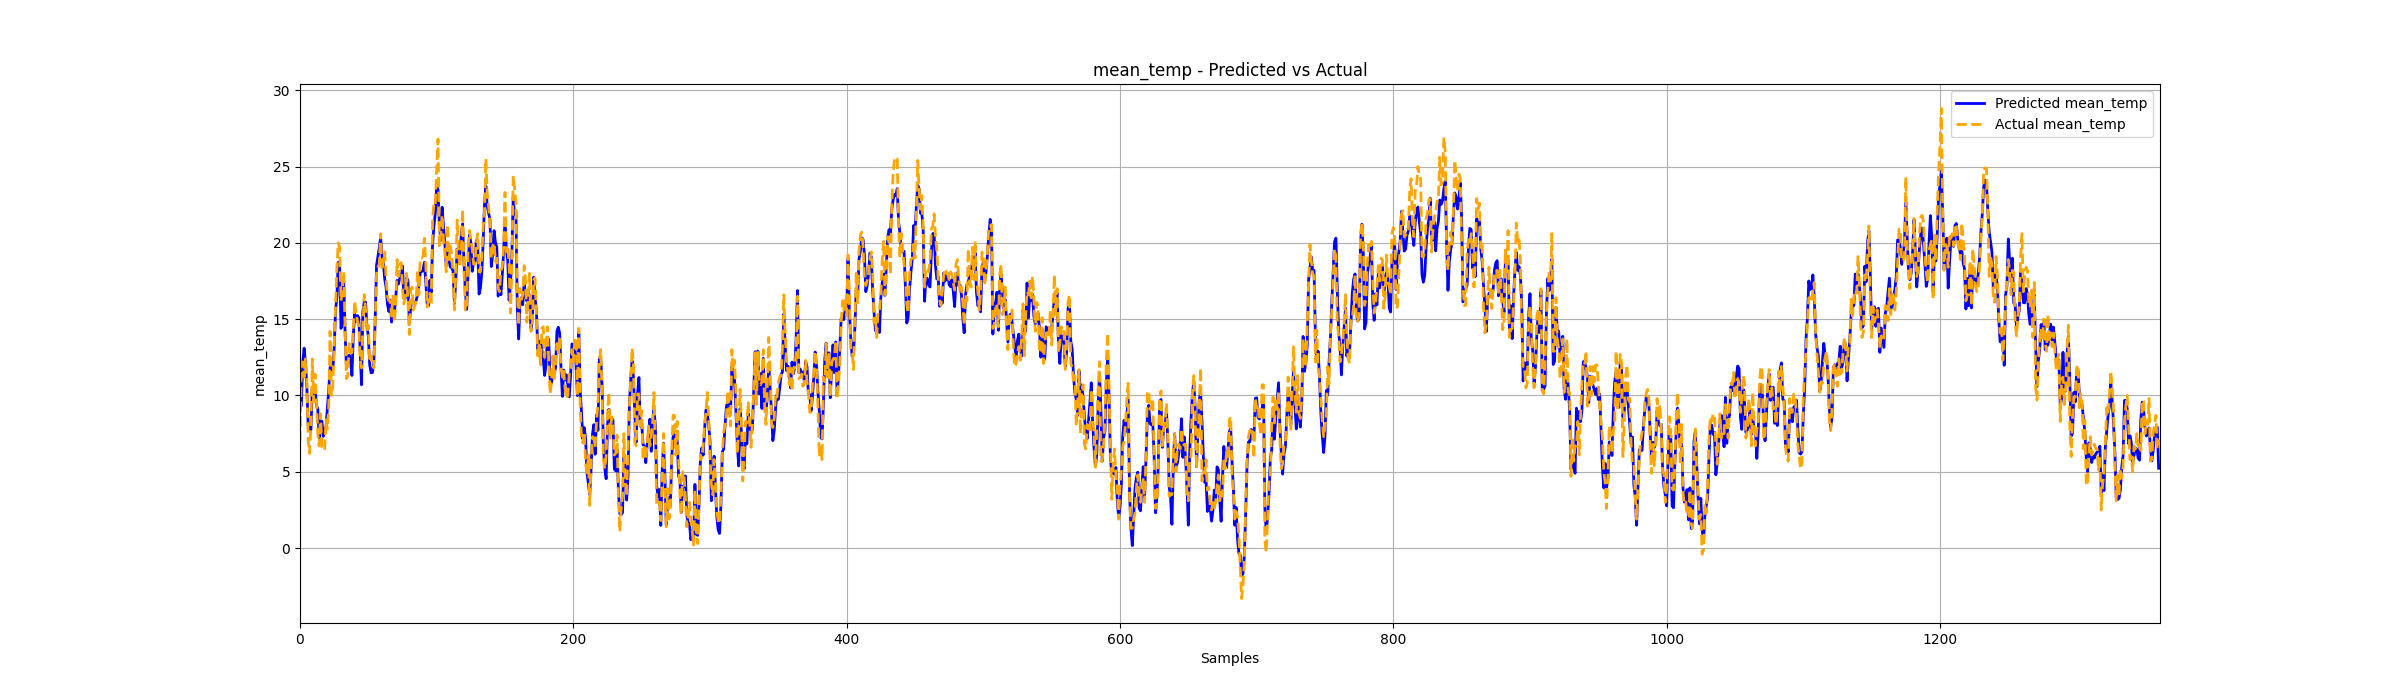 mean_temp - Predicted vs Actual
Predicted mean_temp
Actual mean_temp
30
25
20
15
10
5
0
mean_temp
0 200 400 600 800 1000 1200
Samples